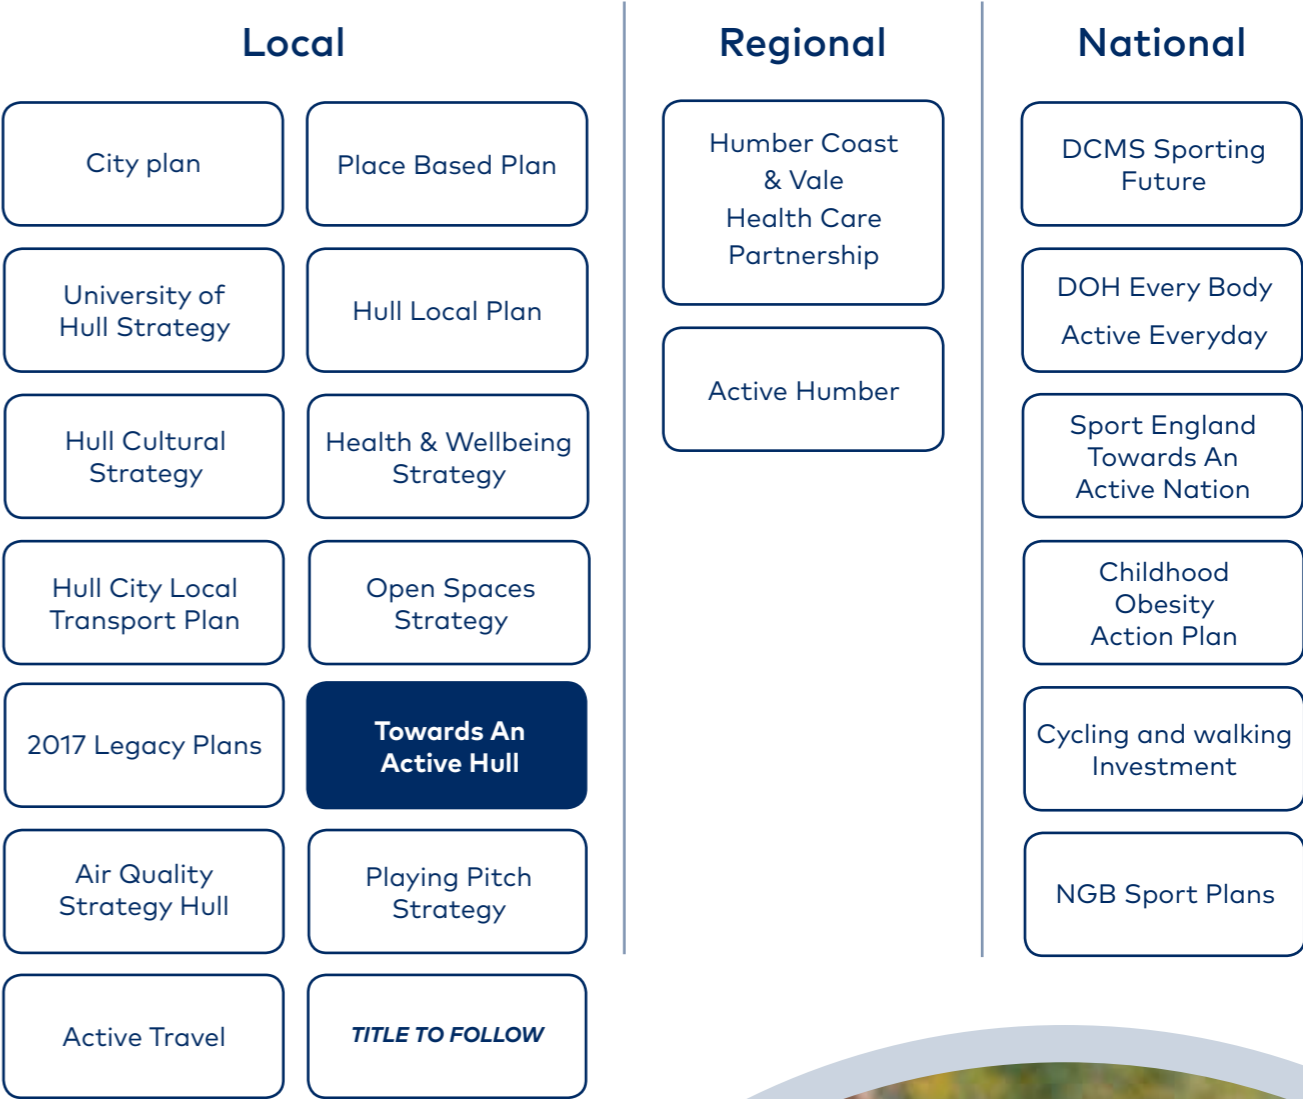 Local
City plan
Place Based Plan
University of
Hull Strategy
Hull Local Plan
Hull Cultural
Strategy
Health & Wellbeing
Strategy
Hull City Local
Transport Plan
Open Spaces
Strategy
2017 Legacy Plans
Towards An
Active Hull
Air Quality
Strategy Hull
Playing Pitch
Strategy
Active Travel
TITLE TO FOLLOW
Regional
Humber Coast
& Vale
Health Care
Partnership
Active Humber
National
DCMS Sporting
Future
DOH Every Body
Active Everyday
Sport England
Towards An
Active Nation
Childhood
Obesity
Action Plan
Cycling and walking
Investment
NGB Sport Plans